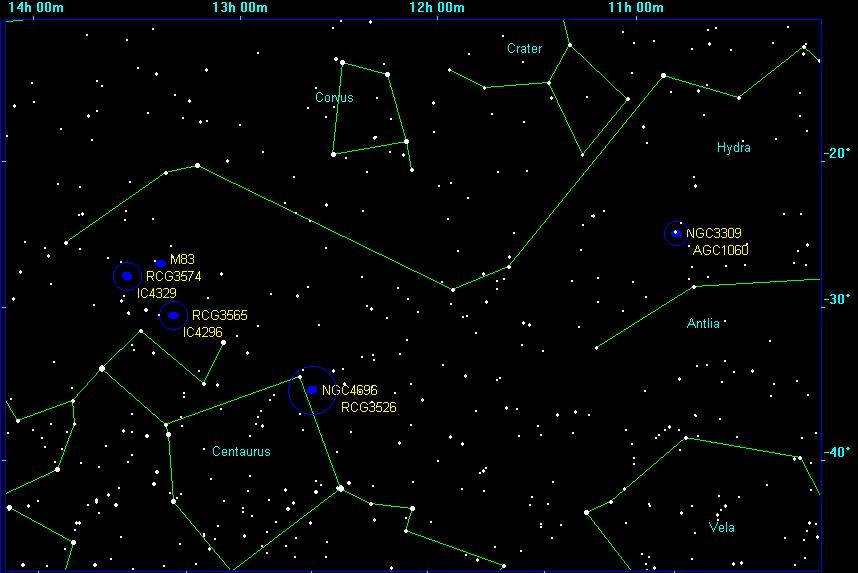 14h 00m 13h 00m 12h 00m 11h 00m
Crater
Corvus
Hydra
-20°
NGC3309
AGC1060
M83
RCG3574
IC4329
-30°
RCG3565
IC4296
Antlia
NGC4696
RCG3526
Centaurus
-40°
Vela